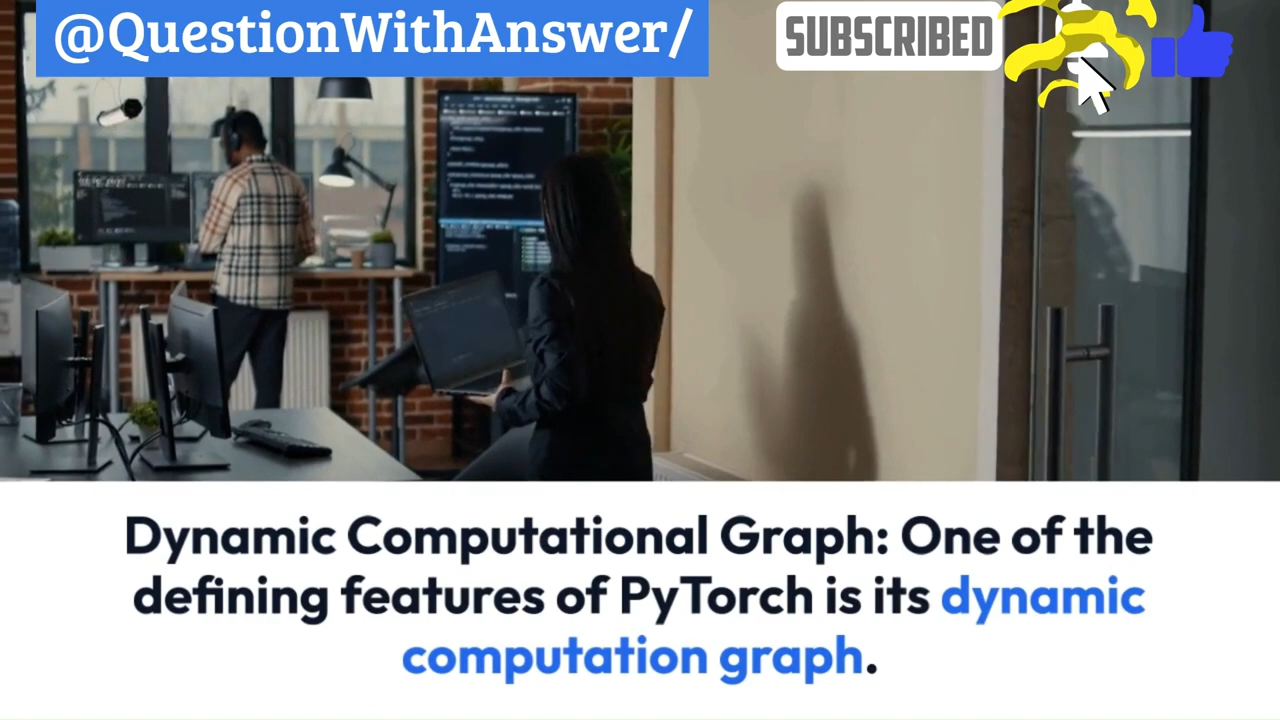 @QuestionWithAnswer/
SUBSCRIBED
Dynamic Computational Graph: One of the
defining features of PyTorch is its dynamic
computation graph.